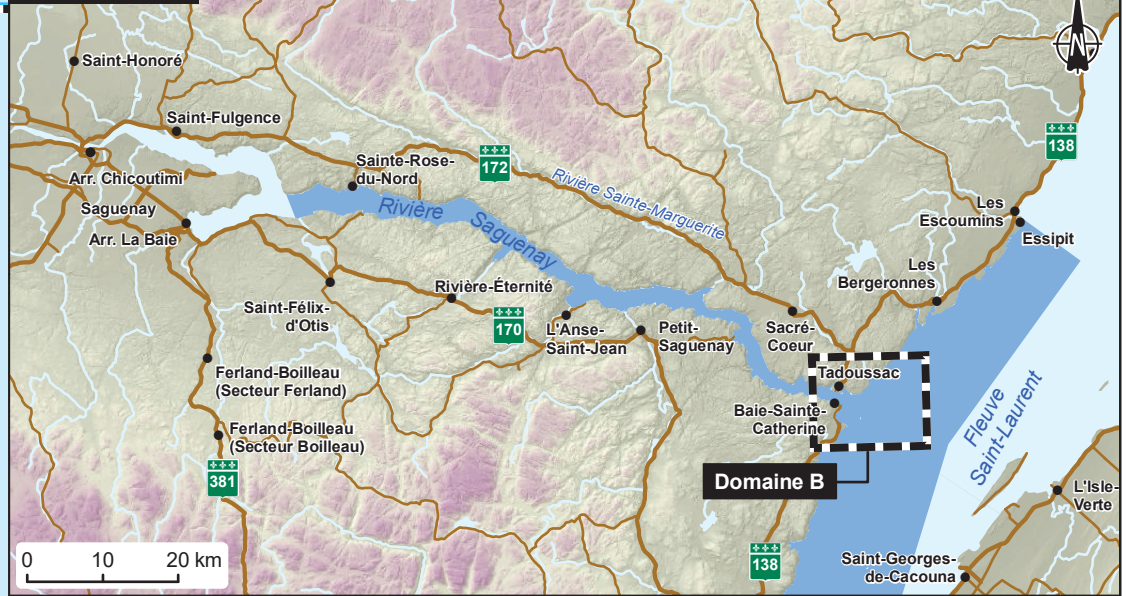 N
Saint-Honoré
Saint-Fulgence
138
Arr. Chicoutimi
Sainte-Rose-
du-Nord
172
Rivière Sainte-Marguerite
Saguenay
Arr. La Baie
Rivière Saguenay
Les
Escoumins
Essipit
Les
Bergeronnes
Saint-Félix-
d'Otis
Rivière-Éternité
170
L'Anse-
Saint-Jean
Petit-
Saguenay
Sacré-
Coeur
Ferland-Boilleau
(Secteur Ferland)
Tadoussac
Baie-Sainte-
Catherine
Fleuve
Saint-Laurent
Ferland-Boilleau
(Secteur Boilleau)
381
Domaine B
L'Isle-
Verte
138
Saint-Georges-
de-Cacouna
0 10 20 km